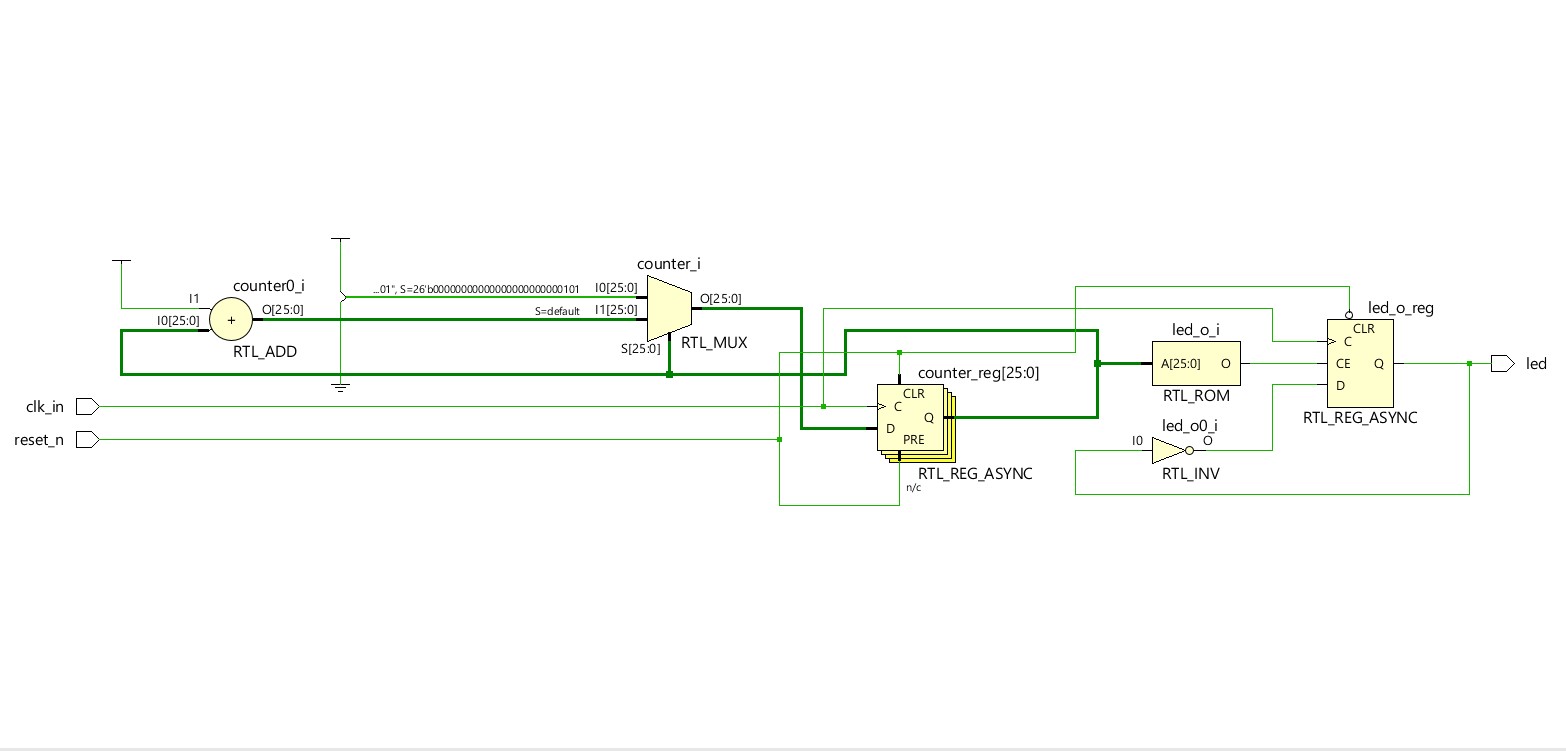 counter0_i
I1
I0[25:0]
+
O[25:0]
RTL_ADD
...01", S=26'b00000000000000000000000101
S=default
counter_i
I0[25:0]
I1[25:0]
S[25:0]
O[25:0]
RTL_MUX
clk_in
reset_n
counter_reg[25:0]
CLR
C
D
Q
PRE
RTL_REG_ASYNC
n/c
led_o_i
A[25:0] O
RTL_ROM
led_o0_i
I0
O
RTL_INV
led_o_reg
CLR
C
CE
D
Q
RTL_REG_ASYNC
led